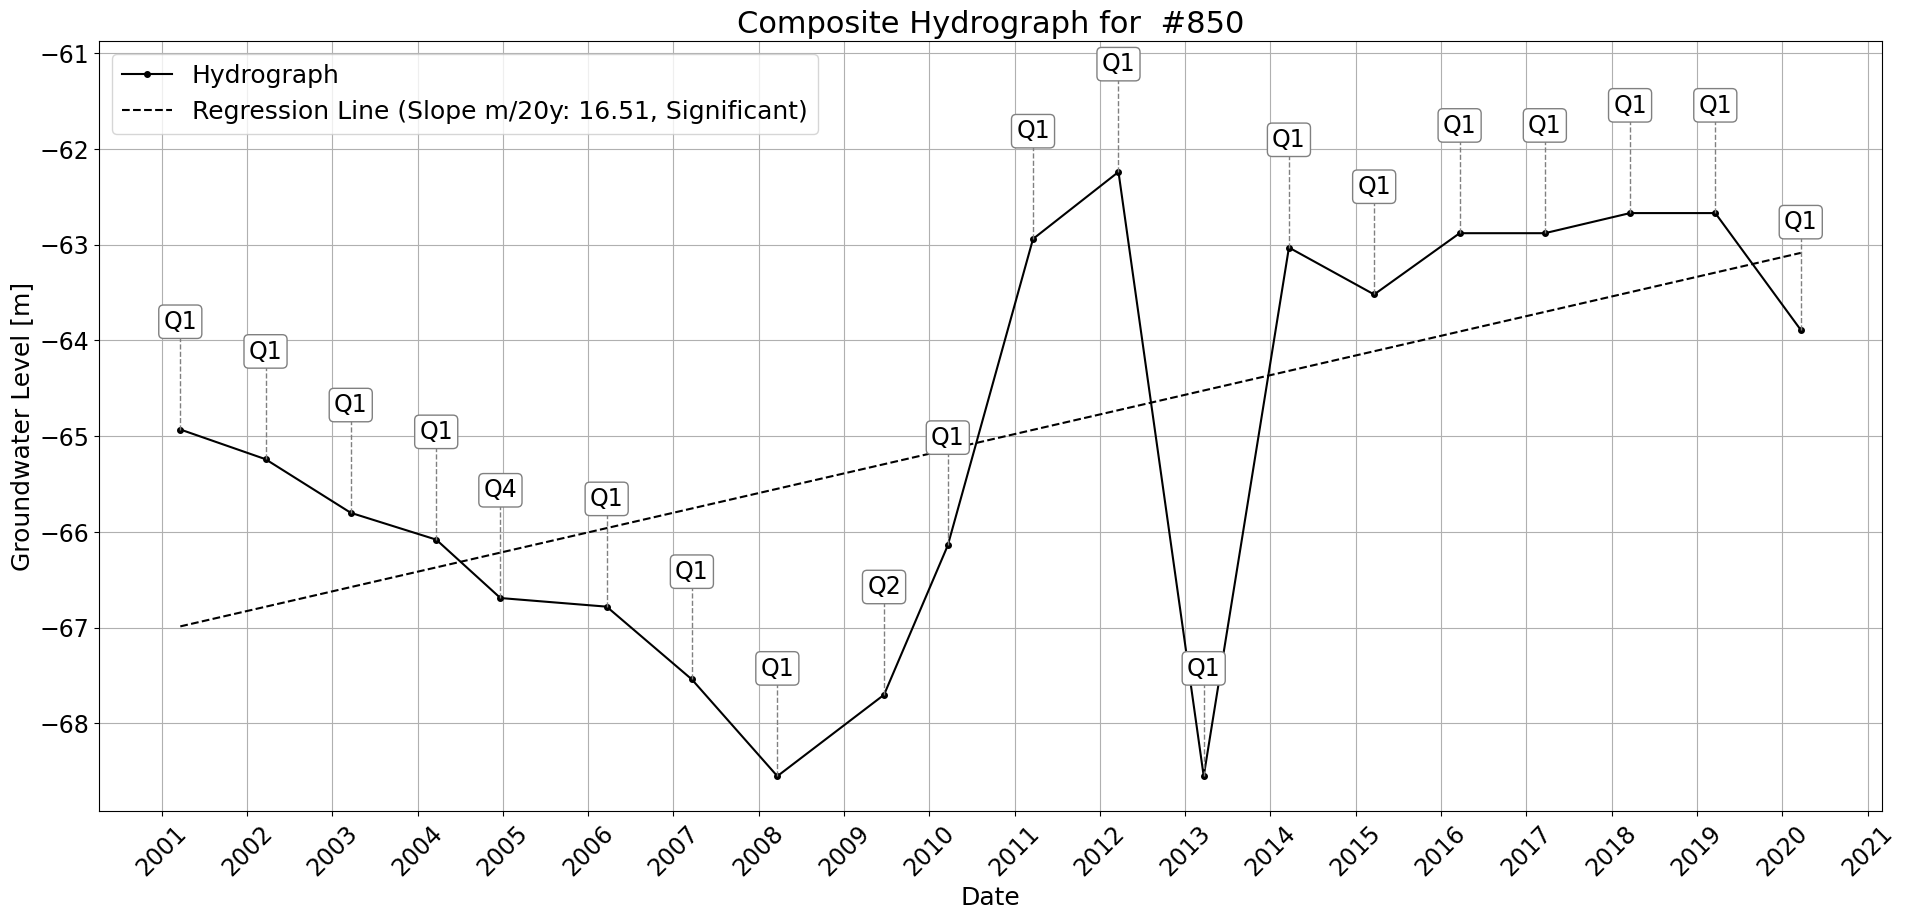 Composite Hydrograph for  #850
Hydrograph
Regression Line (Slope m/20y: 16.51, Significant)
Groundwater Level [m]
−61
−62
−63
−64
−65
−66
−67
−68
Q1
Q1
Q1
Q1
Q4
Q1
Q1
Q1
Q2
Q1
Q1
Q1
Q1
Q1
Q1
Q1
Q1
Q1
Q1
Q1
2001
2002
2003
2004
2005
2006
2007
2008
2009
2010
2011
2012
2013
2014
2015
2016
2017
2018
2019
2020
2021
Date